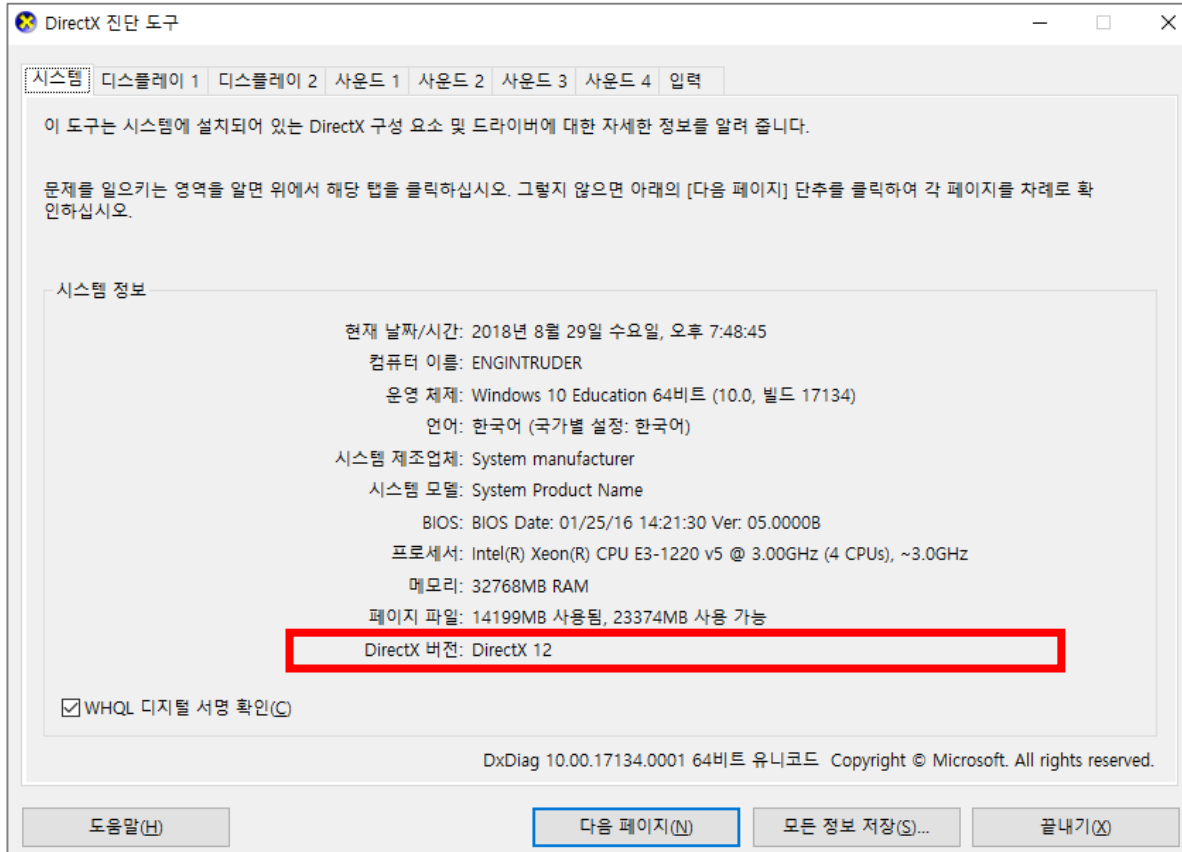 DirectX 진단 도구
시스템 디스플레이 1 디스플레이 2 사운드 1 사운드 2 사운드 3 사운드 4 입력
이 도구는 시스템에 설치되어 있는 DirectX 구성 요소 및 드라이버에 대한 자세한 정보를 알려 줍니다.
문제를 일으키는 영역을 알면 위에서 해당 탭을 클릭하십시오. 그렇지 않으면 아래의 [다음 페이지] 단추를 클릭하여 각 페이지를 차례로 확
인하십시오.
시스템 정보
현재 날짜/시간: 2018년 8월 29일 수요일, 오후 7:48:45
컴퓨터 이름: ENGINTRUDER
운영 체제: Windows 10 Education 64비트 (10.0, 빌드 17134)
언어: 한국어 (국가별 설정: 한국어)
시스템 제조업체: System manufacturer
시스템 모델: System Product Name
BIOS: BIOS Date: 01/25/16 14:21:30 Ver: 05.0000B
프로세서: Intel(R) Xeon(R) CPU E3-1220 v5 @ 3.00GHz (4 CPUs), ~3.0GHz
메모리: 32768MB RAM
페이지 파일: 14199MB 사용됨, 23374MB 사용 가능
DirectX 버전: DirectX 12
WHQL 디지털 서명 확인(C)
DxDiag 10.00.17134.0001 64비트 유니코드 Copyright © Microsoft. All rights reserved.
도움말(H) 다음 페이지(N) 모든 정보 저장(S)... 끝내기(X)